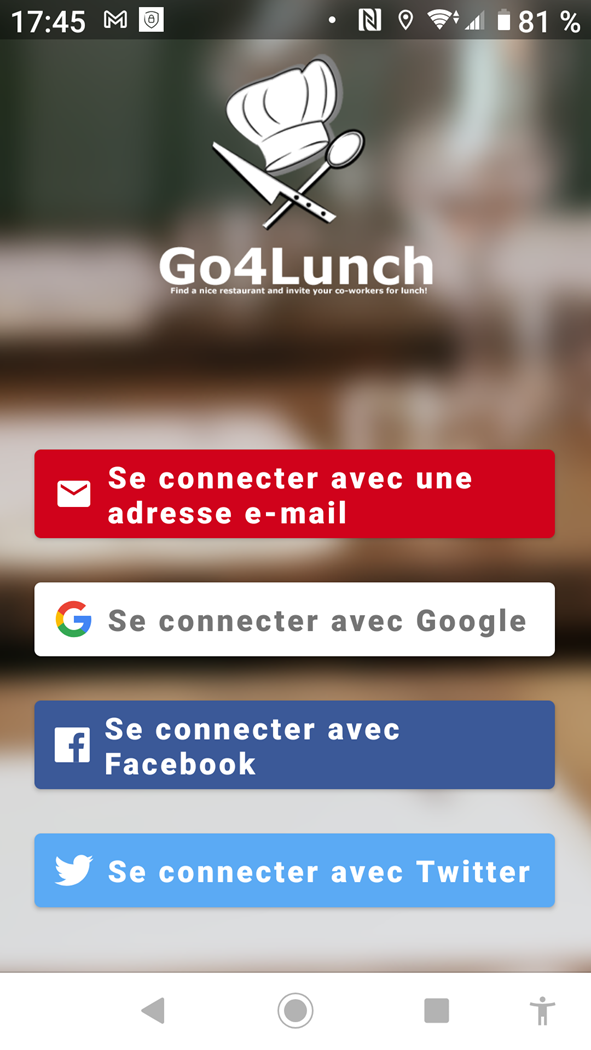 17:45 81 %
Go4Lunch
Find a nice restaurant and invite your co-workers for lunch!
Se connecter avec une
adresse e-mail
Se connecter avec Google
Se connecter avec
Facebook
Se connecter avec Twitter